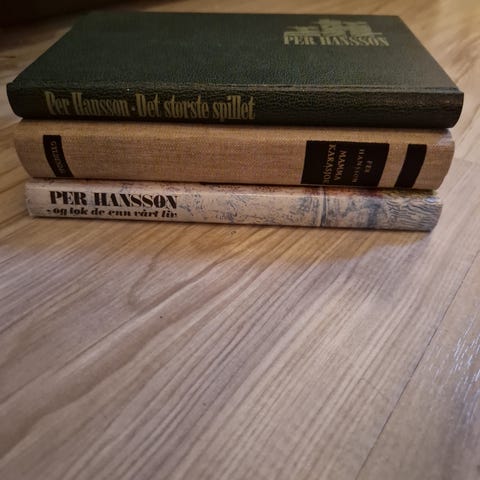 PER HANSSON
Per Hansson · Det største spillet
GYLDENDAL
PER
HANSSON
MAMMA
KARASJOK
PER HANSSON
- og tok de enn vårt liv